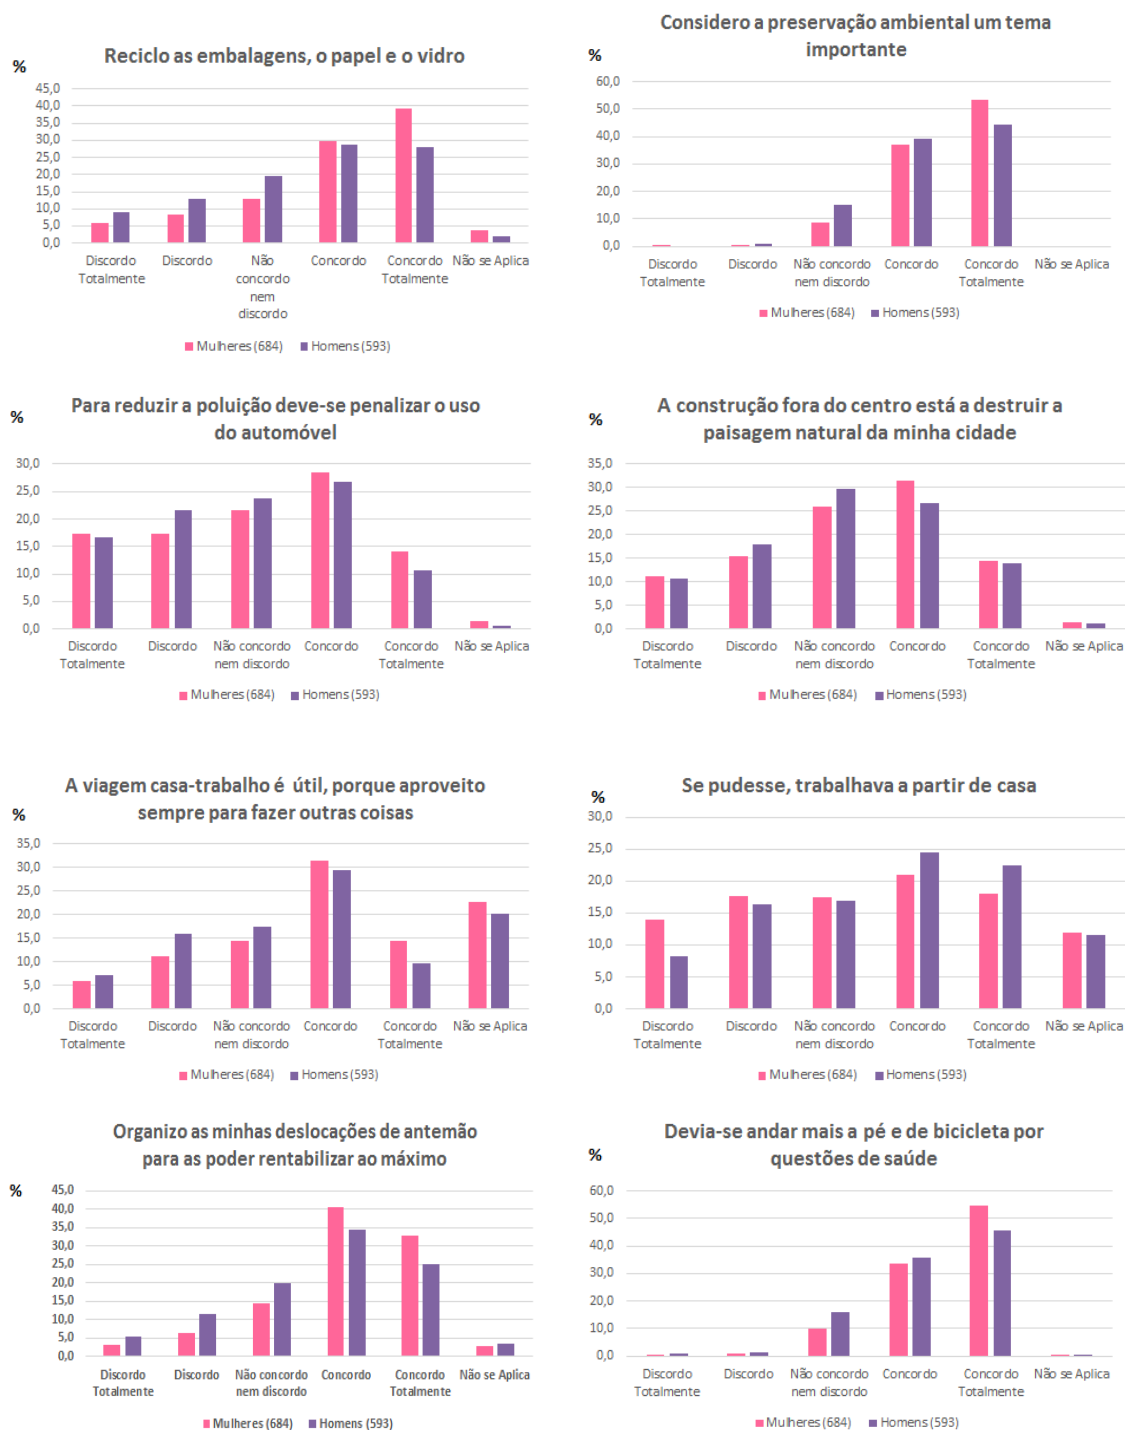 Reciclo as embalagens, o papel e o vidro
%
45,0
40,0
35,0
30,0
25,0
20,0
15,0
10,0
5,0
0,0
Discordo Totalmente
Discordo
Não concordo nem discordo
Concordo
Concordo Totalmente
Não se Aplica
Mulheres (684) Homens (593)
Considero a preservação ambiental um tema
importante
%
60,0
50,0
40,0
30,0
20,0
10,0
0,0
Discordo Totalmente
Discordo
Não concordo nem discordo
Concordo
Concordo Totalmente
Não se Aplica
Mulheres (684) Homens (593)
Para reduzir a poluição deve-se penalizar o uso
do automóvel
%
30,0
25,0
20,0
15,0
10,0
5,0
0,0
Discordo Totalmente
Discordo
Não concordo nem discordo
Concordo
Concordo Totalmente
Não se Aplica
Mulheres (684) Homens (593)
A construção fora do centro está a destruir a
paisagem natural da minha cidade
%
35,0
30,0
25,0
20,0
15,0
10,0
5,0
0,0
Discordo Totalmente
Discordo
Não concordo nem discordo
Concordo
Concordo Totalmente
Não se Aplica
Mulheres (684) Homens (593)
A viagem casa-trabalho é útil, porque aproveito
sempre para fazer outras coisas
%
35,0
30,0
25,0
20,0
15,0
10,0
5,0
0,0
Discordo Totalmente
Discordo
Não concordo nem discordo
Concordo
Concordo Totalmente
Não se Aplica
Mulheres (684) Homens (593)
Se pudesse, trabalhava a partir de casa
%
30,0
25,0
20,0
15,0
10,0
5,0
0,0
Discordo Totalmente
Discordo
Não concordo nem discordo
Concordo
Concordo Totalmente
Não se Aplica
Mulheres (684) Homens (593)
Organizo as minhas deslocações de antemão
para as poder rentabilizar ao máximo
%
45,0
40,0
35,0
30,0
25,0
20,0
15,0
10,0
5,0
0,0
Discordo Totalmente
Discordo
Não concordo nem discordo
Concordo
Concordo Totalmente
Não se Aplica
Mulheres (684) Homens (593)
Devia-se andar mais a pé e de bicicleta por
questões de saúde
%
60,0
50,0
40,0
30,0
20,0
10,0
0,0
Discordo Totalmente
Discordo
Não concordo nem discordo
Concordo
Concordo Totalmente
Não se Aplica
Mulheres (684) Homens (593)